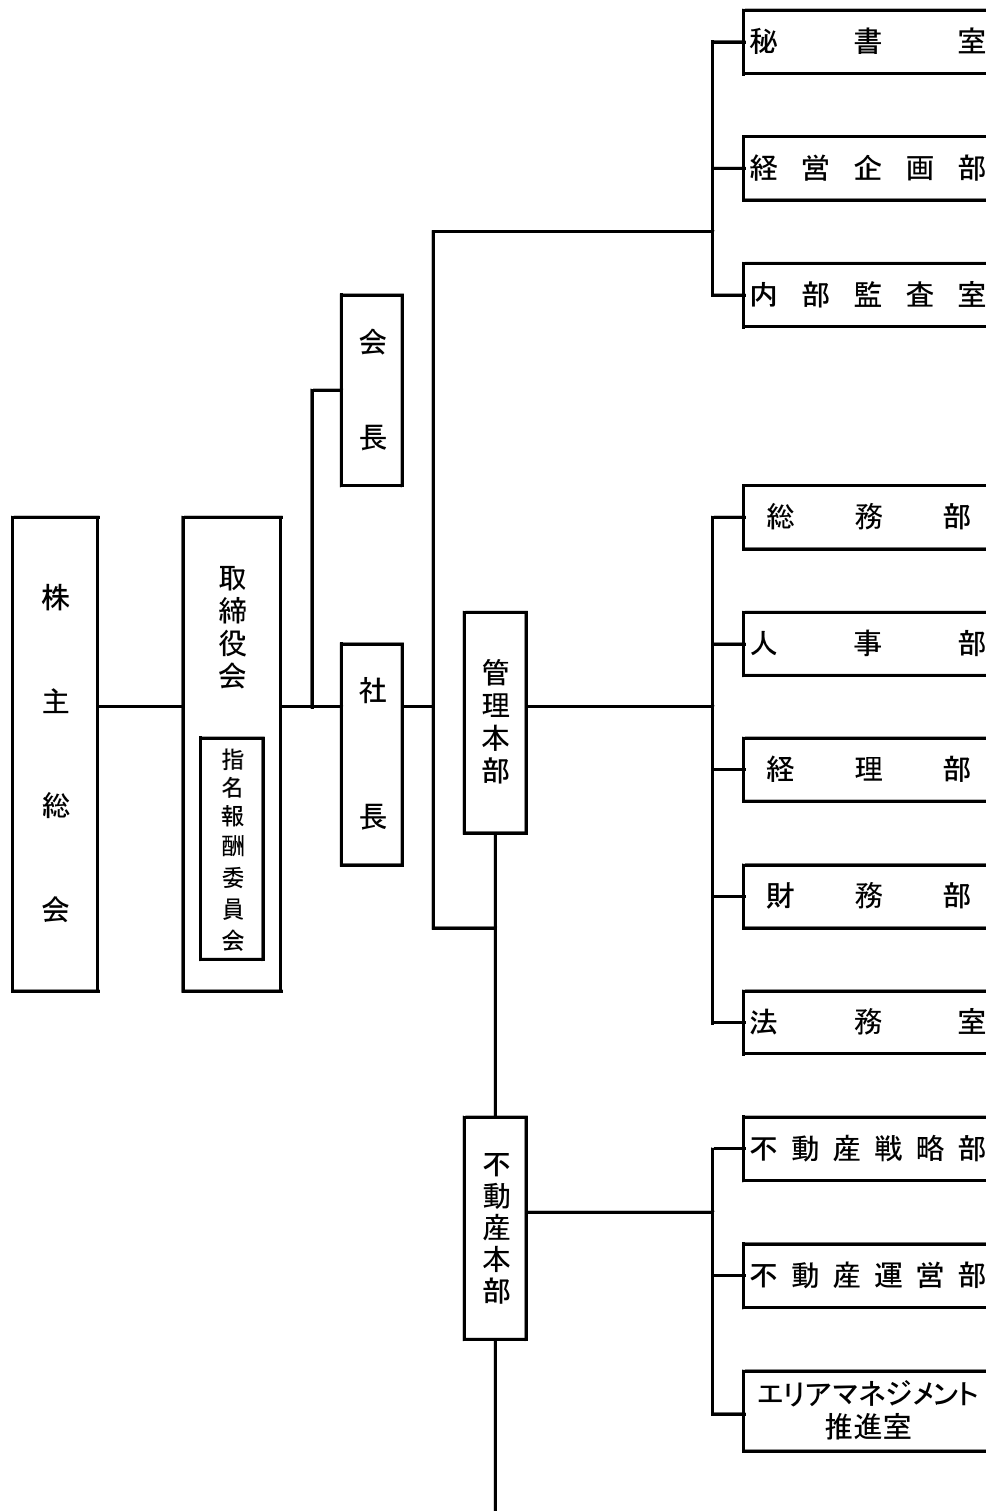 株主総会
取締役会
指名報酬委員会
会長
社長
秘書室
経営企画部
内部監査室
管理本部
総務部
人事部
経理部
財務部
法務室
不動産本部
不動産戦略部
不動産運営部
エリアマネジメント
推進室